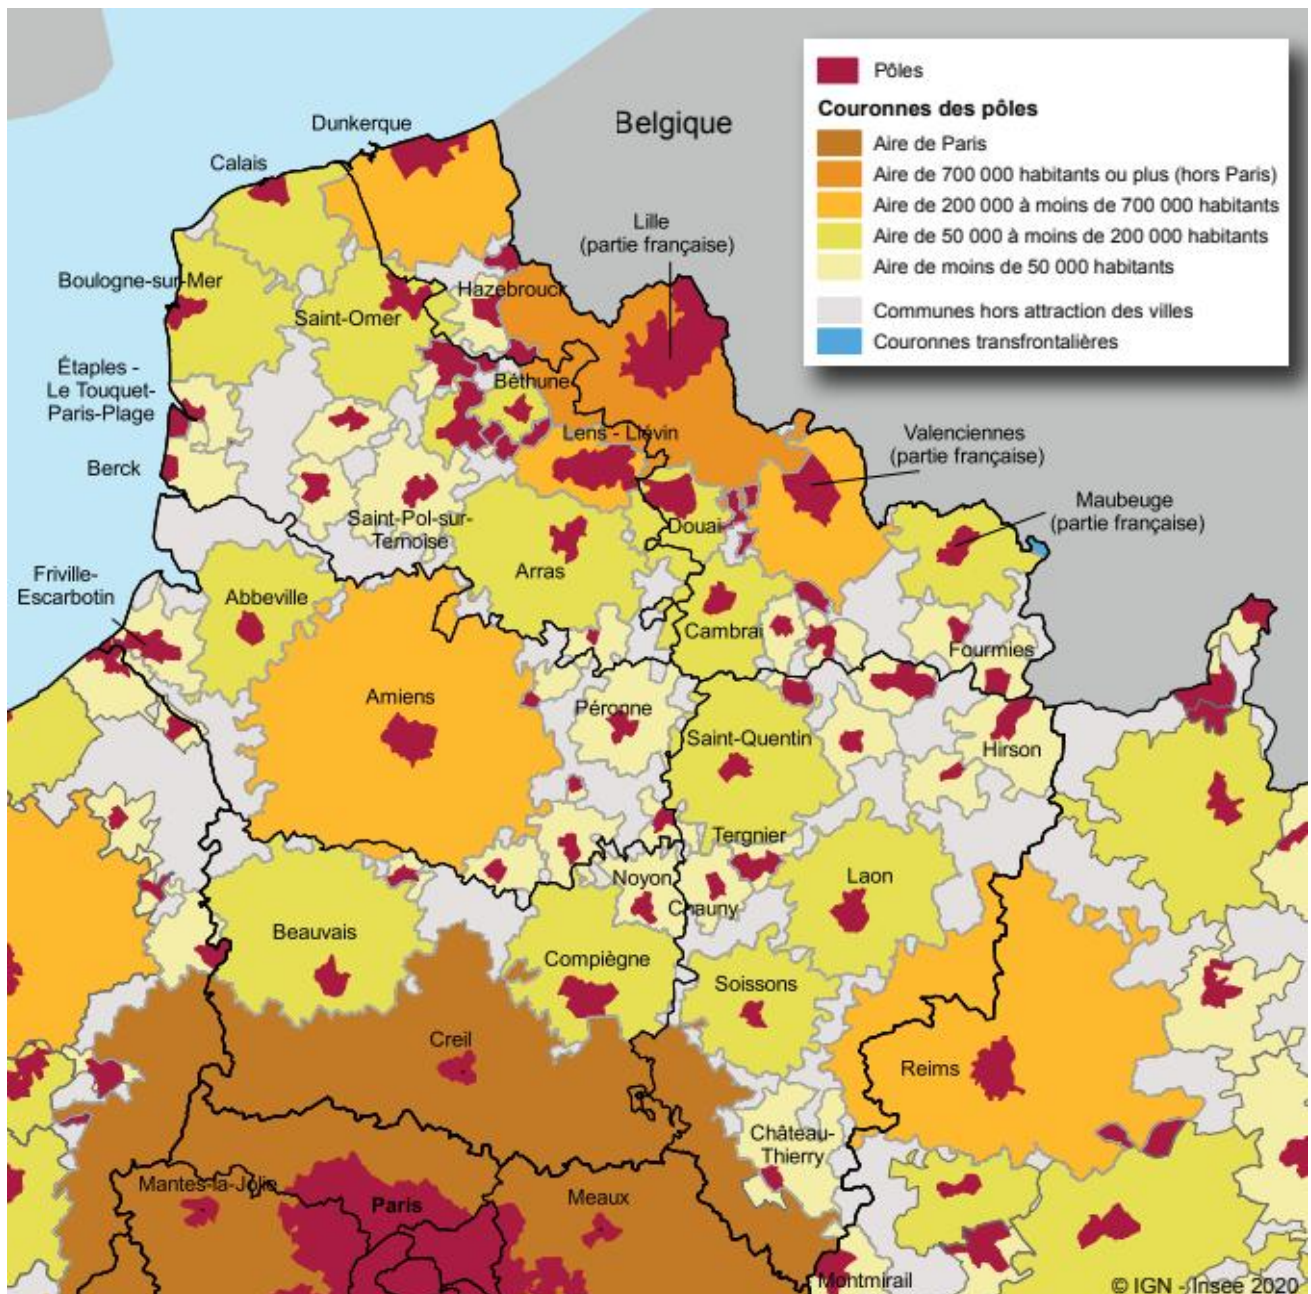 Pôles
Couronnes des pôles
Aire de Paris
Aire de 700 000 habitants ou plus (hors Paris)
Aire de 200 000 à moins de 700 000 habitants
Aire de 50 000 à moins de 200 000 habitants
Aire de moins de 50 000 habitants
Communes hors attraction des villes
Couronnes transfrontalières
Belgique
Dunkerque
Calais
Lille
(partie française)
Boulogne-sur-Mer
Hazebrouck
Saint-Omer
Étaples -
Le Touquet-
Paris-Plage
Béthune
Lens - Liévin
Valenciennes
(partie française)
Berck
Maubeuge
(partie française)
Saint-Pol-sur-
Ternoise
Douai
Arras
Friville-
Escarbotin
Abbeville
Cambrai
Fournies
Amiens
Péronne
Saint-Quentin
Hirson
Tergnier
Noyon
Chauny
Laon
Beauvais
Compiègne
Soissons
Creil
Reims
Château-
Thierry
Mantes-la-Jolie
Paris
Meaux
Montmirail
© IGN - Insee 2020